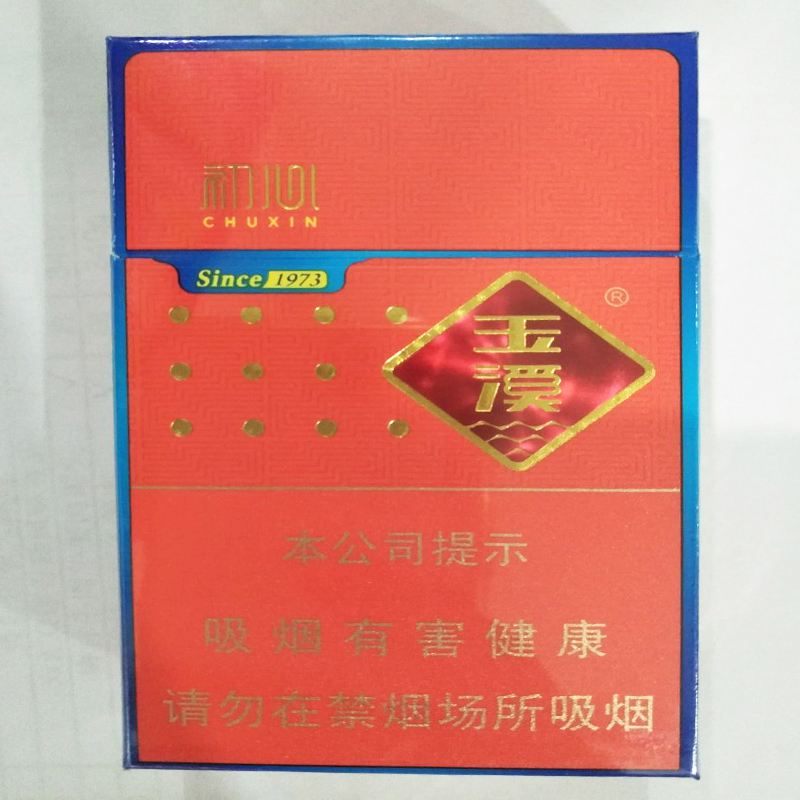 初心
CHUXIN
Since 1973
®
玉
溪
本公司提示
吸烟有害健康
请勿在禁烟场所吸烟